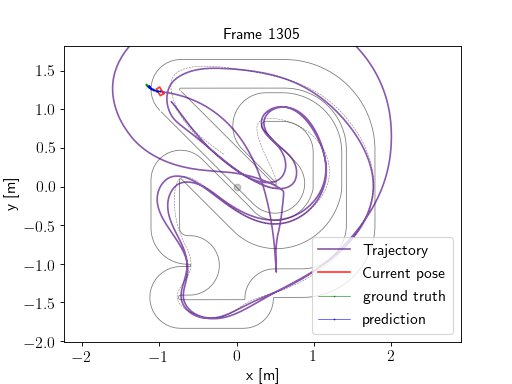 Frame 1305
y [m]
1.5
1.0
0.5
0.0
−0.5
−1.0
−1.5
−2.0
−2 −1 0 1 2
x [m]
Trajectory
Current pose
ground truth
prediction